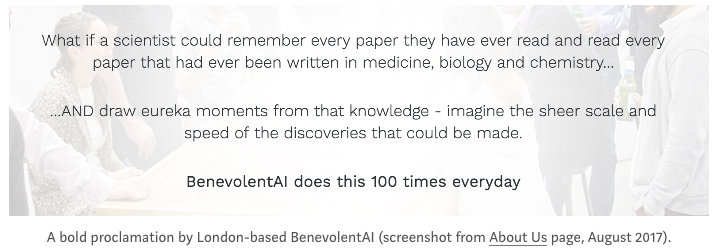 What if a scientist could remember every paper they have ever read and read every
paper that had ever been written in medicine, biology and chemistry...
...AND draw eureka moments from that knowledge - imagine the sheer scale and
speed of the discoveries that could be made.
BenevolentAI does this 100 times everyday
A bold proclamation by London-based BenevolentAI (screenshot from About Us page, August 2017).